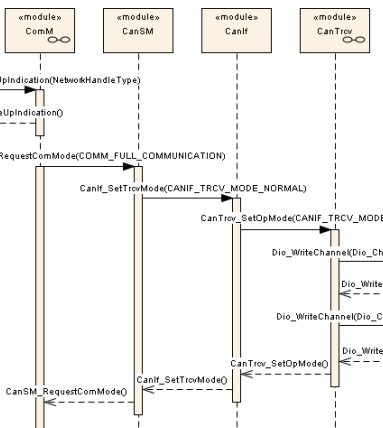 «module» «module» «module» «module»
ComM CanSM CanIf CanTrcv
UpIndication(NetworkHandleType)
eUpIndication()
RequestComMode(COMM_FULL_COMMUNICATION)
CanIf_SetTrcvMode(CANIF_TRCV_MODE_NORMAL)
CanTrcv_SetOpMode(CANIF_TRCV_MODE
Dio_WriteChannel(Dio_Ch
Dio_Write
Dio_WriteChannel(Dio_C
Dio_Write
CanTrcv_SetOpMode()
CanIf_SetTrcvMode()
CanSM_RequestComMode()